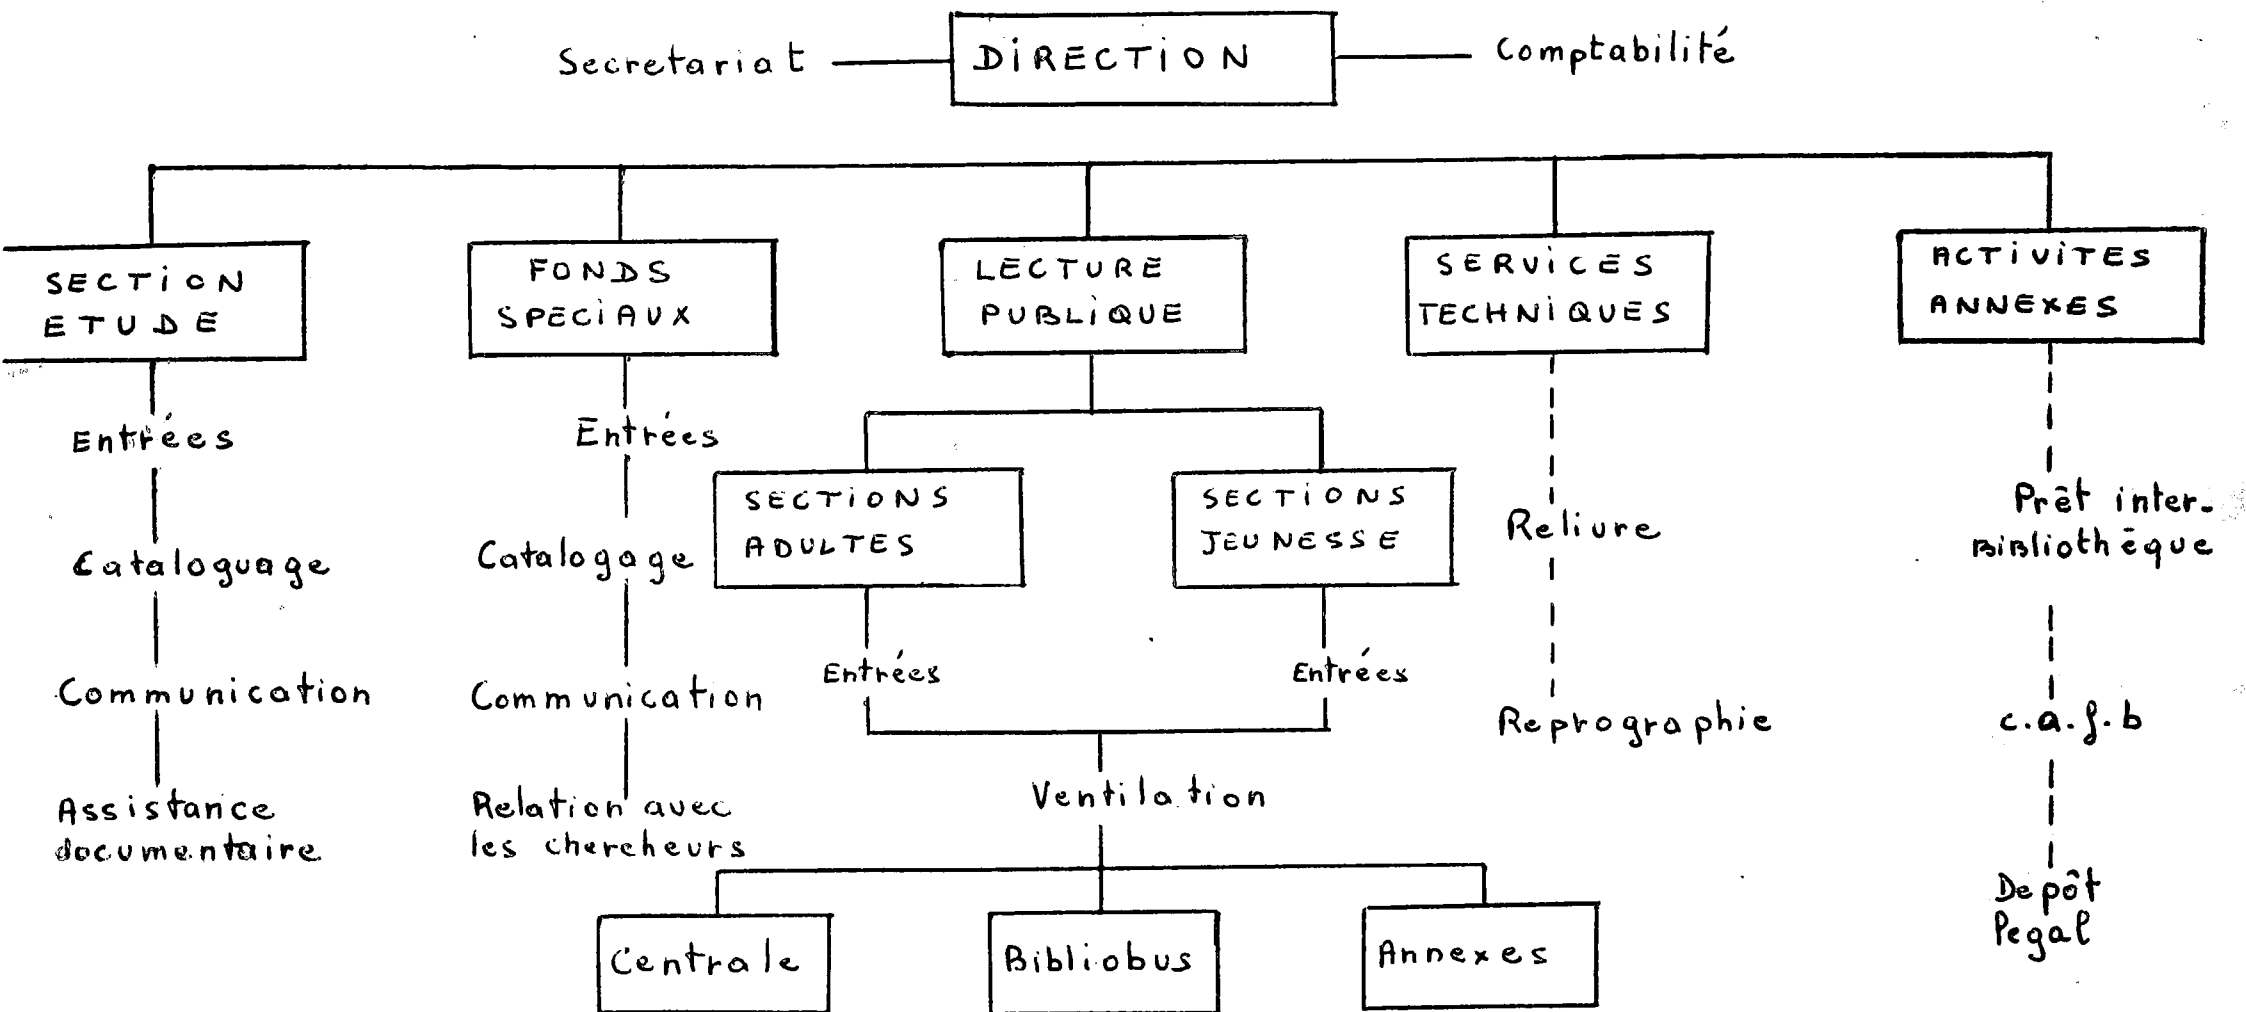 Secretariat
DiRECTiON
Comptabilité
SECTiON
ETUDE
FONDS
SPECiAUX
LECTURE
PUBLiQUE
SERViCES
TECHNiQUES
ACTiViTES
ANNEXES
Entrées
Cataloguage
Communication
Assistance
documentaire
Entrées
Catalogage
Communication
Relation avec
les chercheurs
SECTiONS
ADULTES
SECTiONS
JEUNESSE
Entrées
Entrées
Ventilation
Centrale
Bibliobus
Annexes
Reliure
Reprographie
Prêt inter-
Bibliothèque
c.a.f.b
Depôt
legal